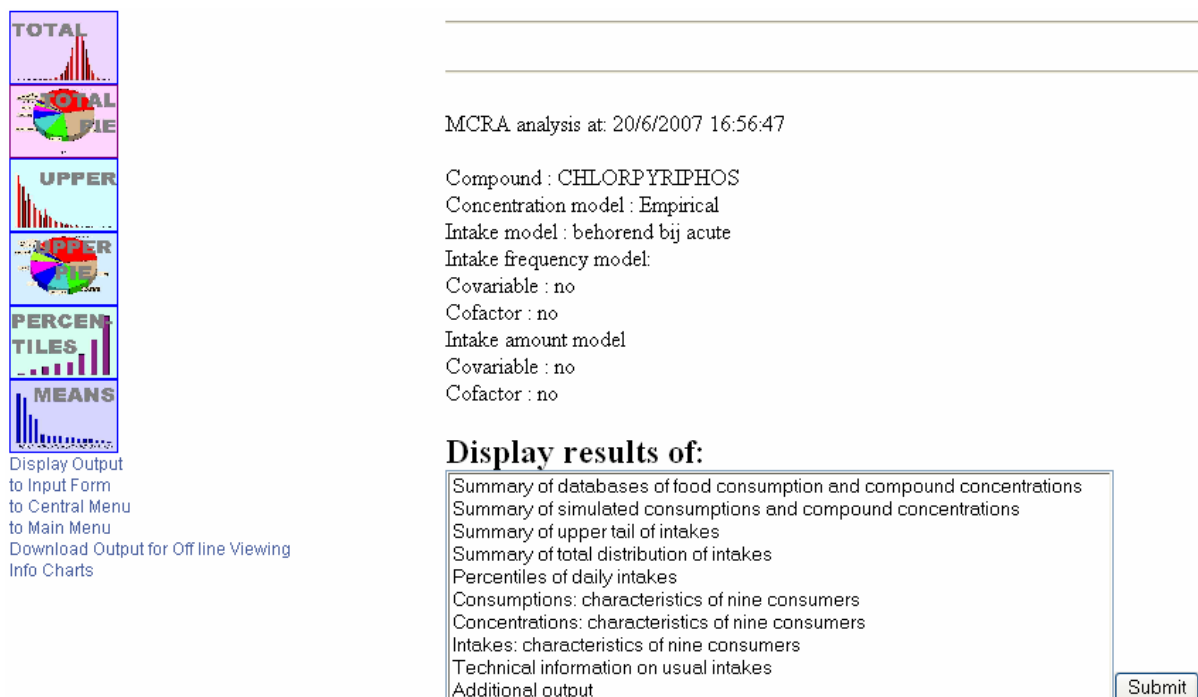 TOTAL
TOTAL
PIE
UPPER
UPPER
PIE
PERCEN-
TILES
MEANS
Display Output
to Input Form
to Central Menu
to Main Menu
Download Output for Off line Viewing
Info Charts
MCRA analysis at: 20/6/2007 16:56:47
Compound : CHLORPYRIPHOS
Concentration model : Empirical
Intake model : behorend bij acute
Intake frequency model:
Covariable : no
Cofactor : no
Intake amount model
Covariable : no
Cofactor : no
Display results of:
Summary of databases of food consumption and compound concentrations
Summary of simulated consumptions and compound concentrations
Summary of upper tail of intakes
Summary of total distribution of intakes
Percentiles of daily intakes
Consumptions: characteristics of nine consumers
Concentrations: characteristics of nine consumers
Intakes: characteristics of nine consumers
Technical information on usual intakes
Additional output
Submit